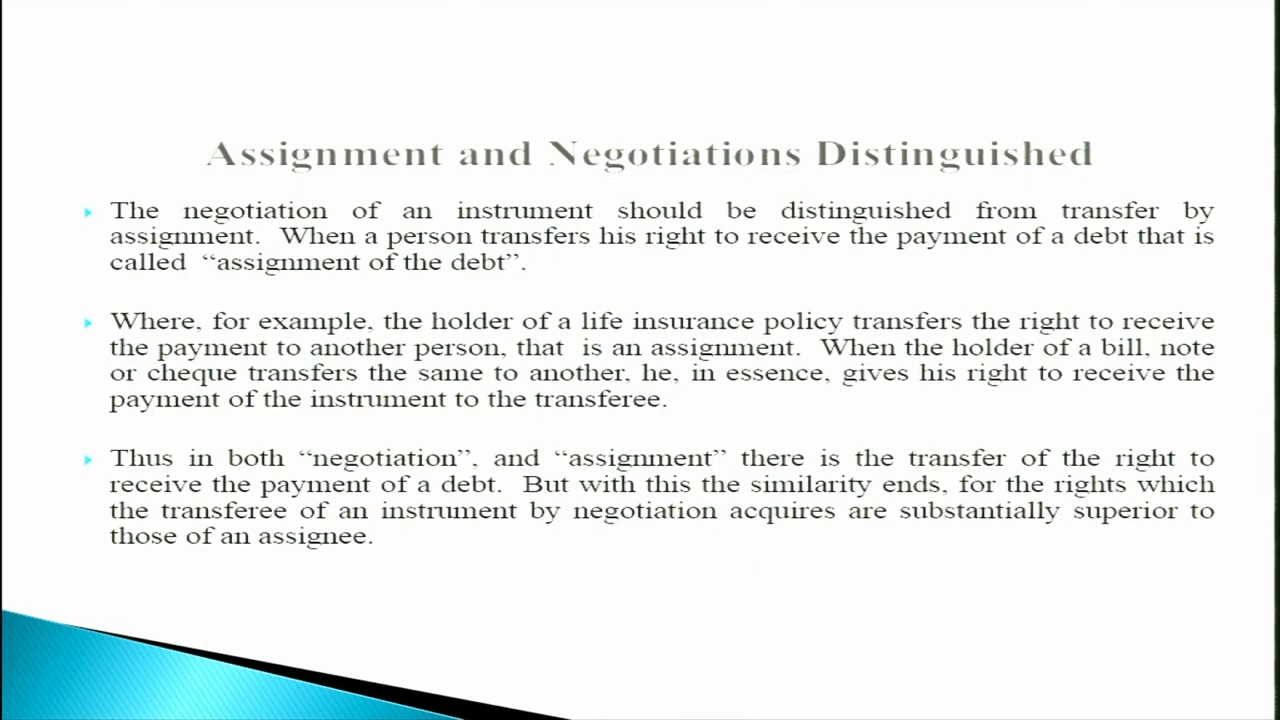 Assignment and Negotiations Distinguished
The negotiation of an instrument should be distinguished from transfer by
assignment. When a person transfers his right to receive the payment of a debt that is
called “assignment of the debt”.
Where, for example, the holder of a life insurance policy transfers the right to receive
the payment to another person, that is an assignment. When the holder of a bill, note
or cheque transfers the same to another, he, in essence, gives his right to receive the
payment of the instrument to the transferee.
Thus in both “negotiation”, and “assignment” there is the transfer of the right to
receive the payment of a debt. But with this the similarity ends, for the rights which
the transferee of an instrument by negotiation acquires are substantially superior to
those of an assignee.